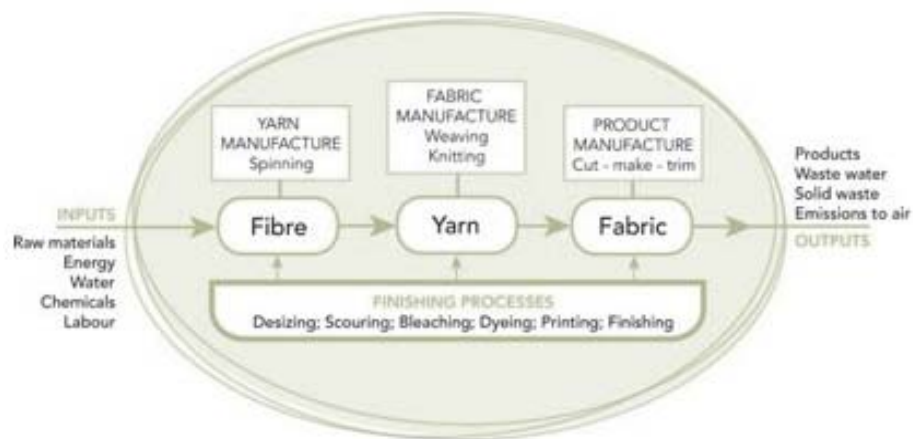 YARN
MANUFACTURE
Spinning
FABRIC
MANUFACTURE
Weaving
Knitting
PRODUCT
MANUFACTURE
Cut - make - trim
INPUTS
Raw materials
Energy
Water
Chemicals
Labour
Fibre
Yarn
Fabric
Products
Waste water
Solid waste
Emissions to air
OUTPUTS
FINISHING PROCESSES
Desizing; Scouring; Bleaching; Dyeing; Printing; Finishing